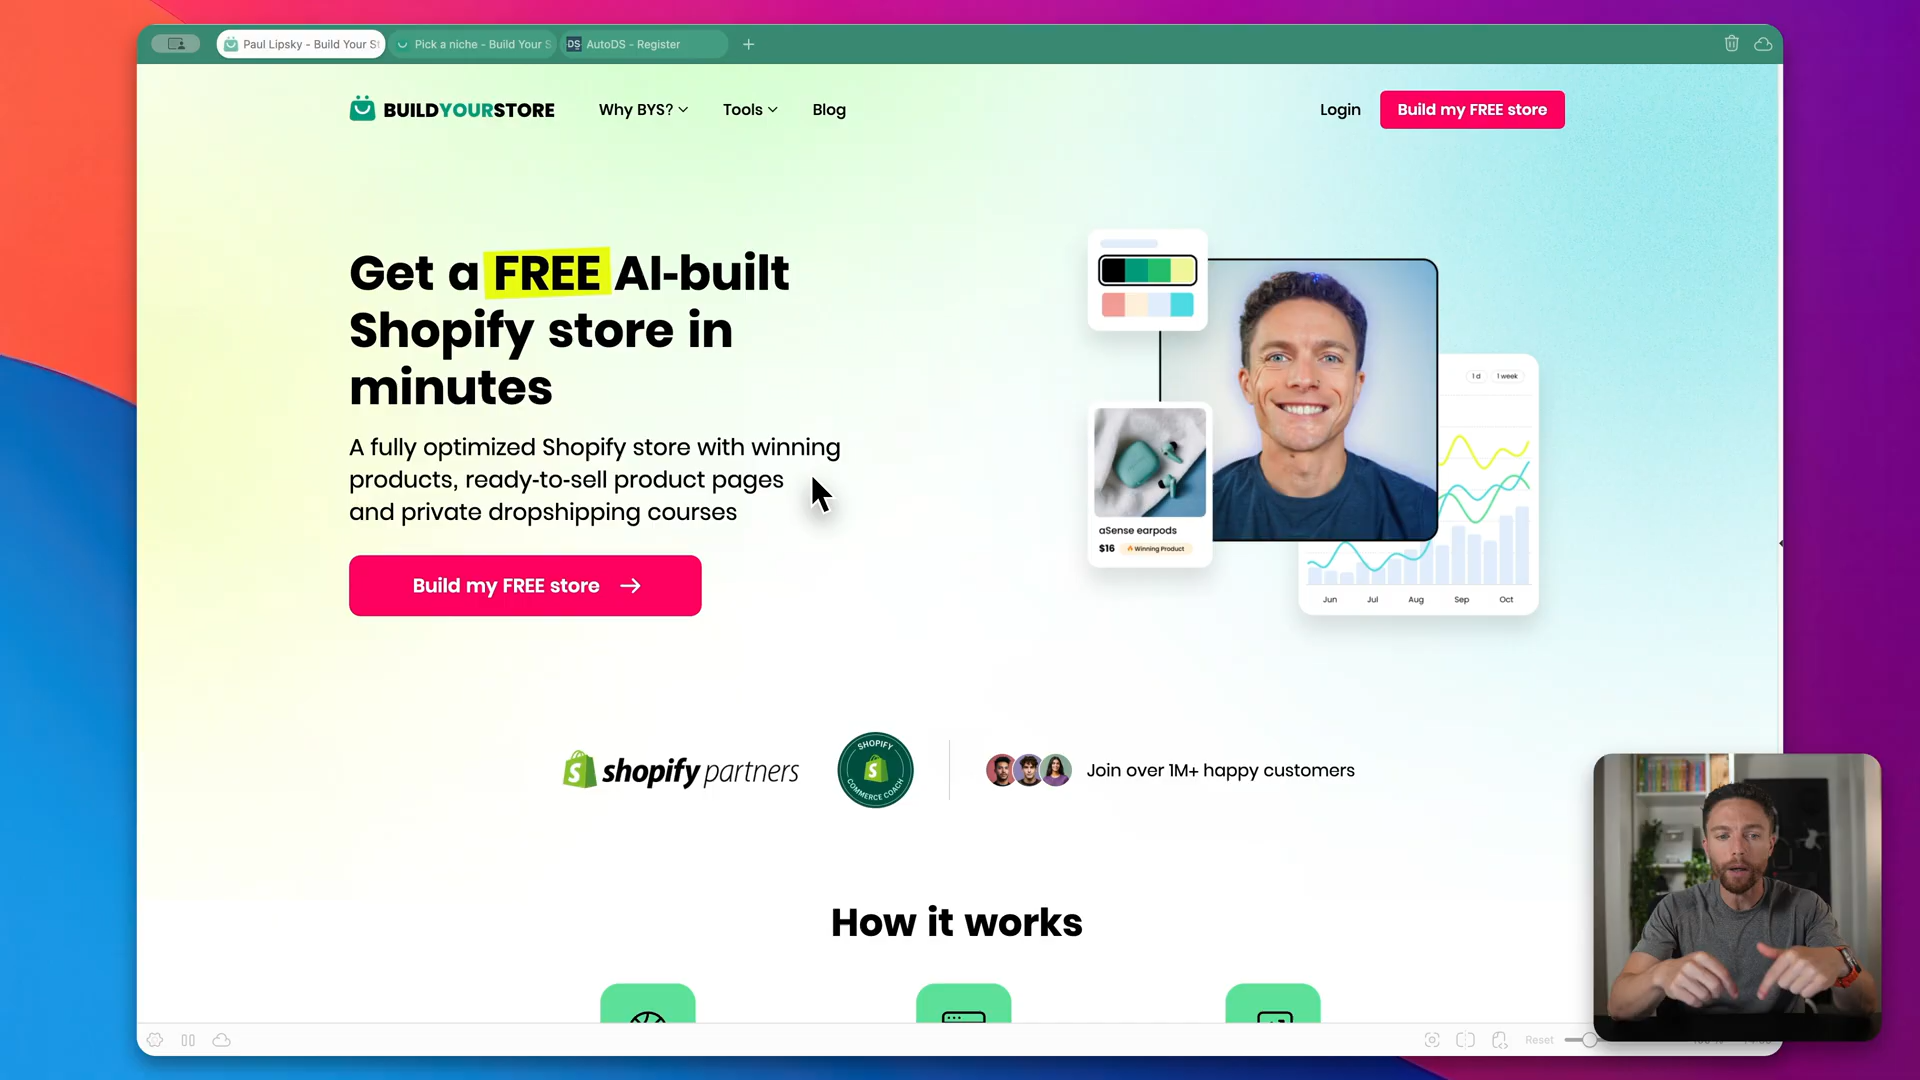 Paul Lipsky - Build Your St
Pick a niche - Build Your S
DS AutoDS - Register
BUILDYOURSTORE
Why BYS?
Tools
Blog
Login
Build my FREE store
Get a FREE AI-built
Shopify store in
minutes
A fully optimized Shopify store with winning
products, ready-to-sell product pages
and private dropshipping courses
Build my FREE store
1 d
1 week
aSense earpods
$16
Winning Product
Jun
Jul
Aug
Sep
Oct
shopify partners
SHOPIFY
COMMERCE COACH
Join over 1M+ happy customers
How it works
Reset